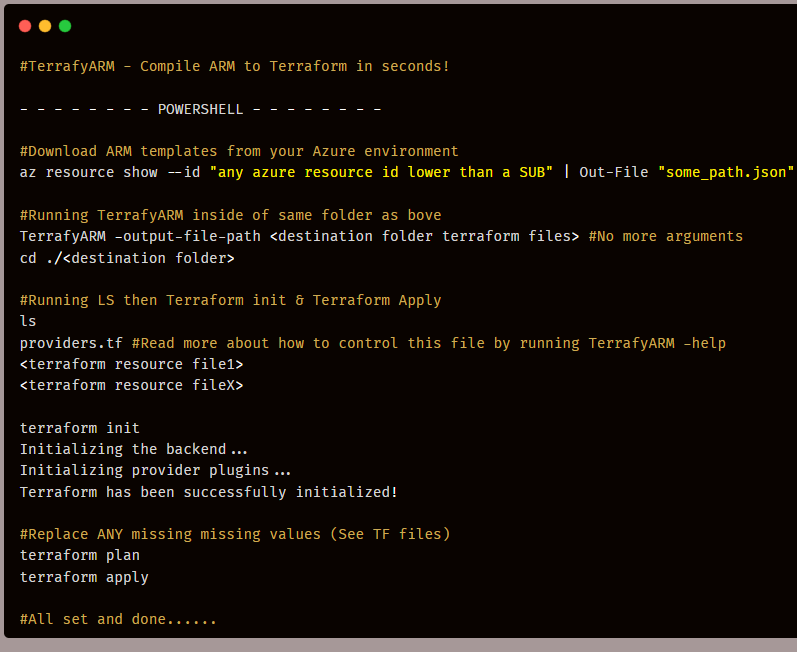 #TerrafyARM - Compile ARM to Terraform in seconds!
- - - - - - - - POWERSHELL - - - - - - - -
#Download ARM templates from your Azure environment
az resource show --id "any azure resource id lower than a SUB" | Out-File "some_path.json"
#Running TerrafyARM inside of same folder as bove
TerrafyARM -output-file-path <destination folder terraform files> #No more arguments
cd ./<destination folder>
#Running LS then Terraform init & Terraform Apply
ls
providers.tf #Read more about how to control this file by running TerrafyARM -help
<terraform resource file1>
<terraform resource fileX>
terraform init
Initializing the backend...
Initializing provider plugins...
Terraform has been successfully initialized!
#Replace ANY missing missing values (See TF files)
terraform plan
terraform apply
#All set and done......